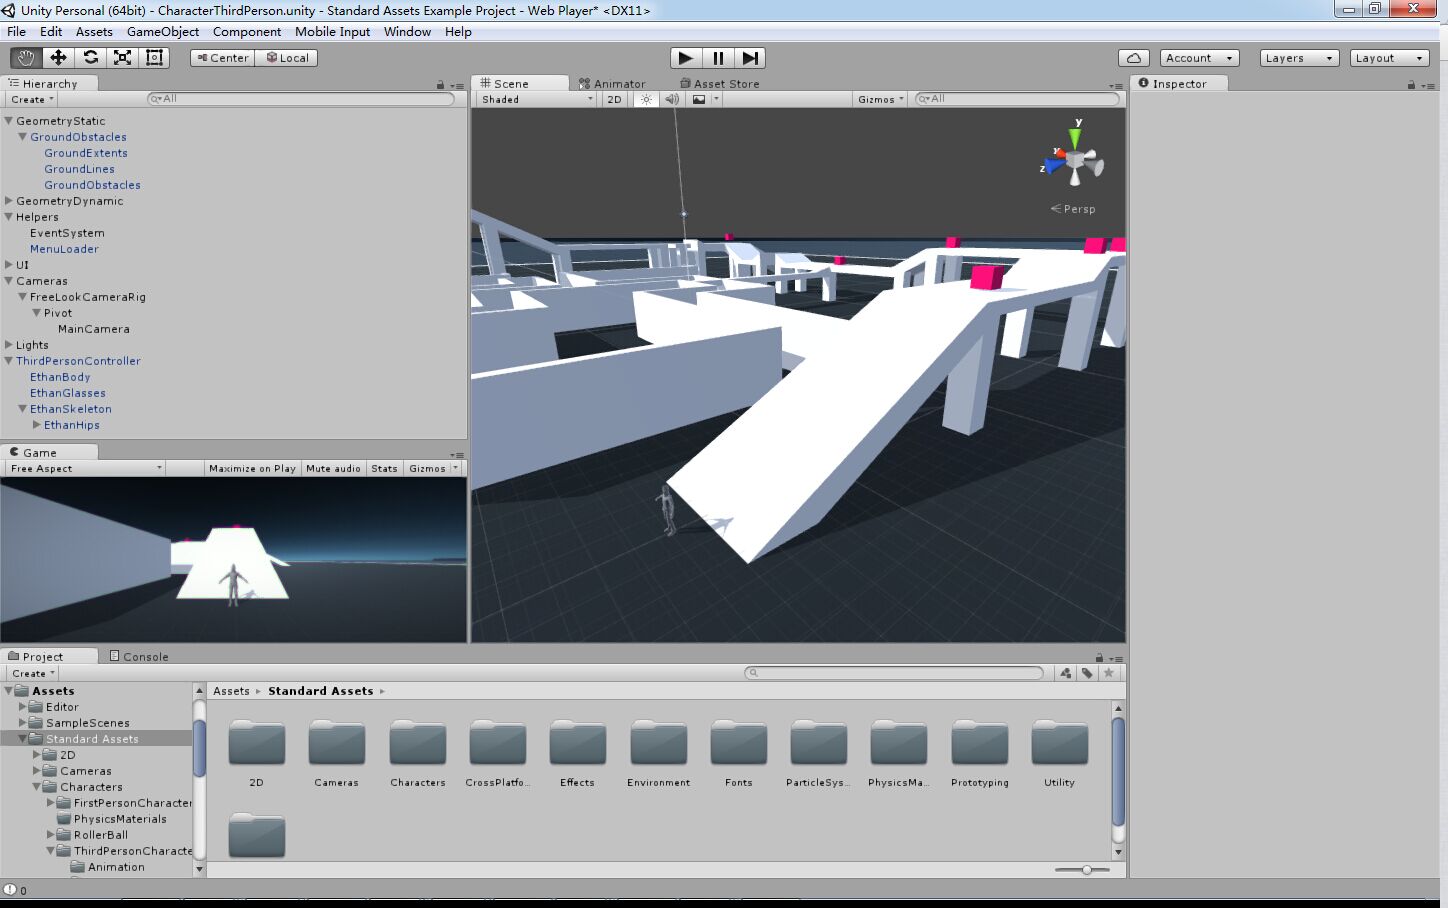 Unity Personal (64bit) - CharacterThirdPerson.unity - Standard Assets Example Project - Web Player* <DX11>
File Edit Assets GameObject Component Mobile Input Window Help
Center Local Account Layers Layout
Hierarchy
Create All
GeometryStatic
GroundObstacles
GroundExtents
GroundLines
GroundObstacles
GeometryDynamic
Helpers
EventSystem
MenuLoader
UI
Cameras
FreeLookCameraRig
Pivot
MainCamera
Lights
ThirdPersonController
EthanBody
EthanGlasses
EthanSkeleton
EthanHips
Scene Animator Asset Store
Shaded 2D Gizmos All
y
z
Persp
Inspector
Game
Free Aspect Maximize on Play Mute audio Stats Gizmos
Project Console
Create
Assets
Editor
SampleScenes
Standard Assets
2D
Cameras
Characters
FirstPersonCharacter
PhysicsMaterials
RollerBall
ThirdPersonCharacte
Animation
Assets Standard Assets
2D Cameras Characters CrossPlatfo... Effects Environment Fonts ParticleSys... PhysicsMa... Prototyping Utility
0